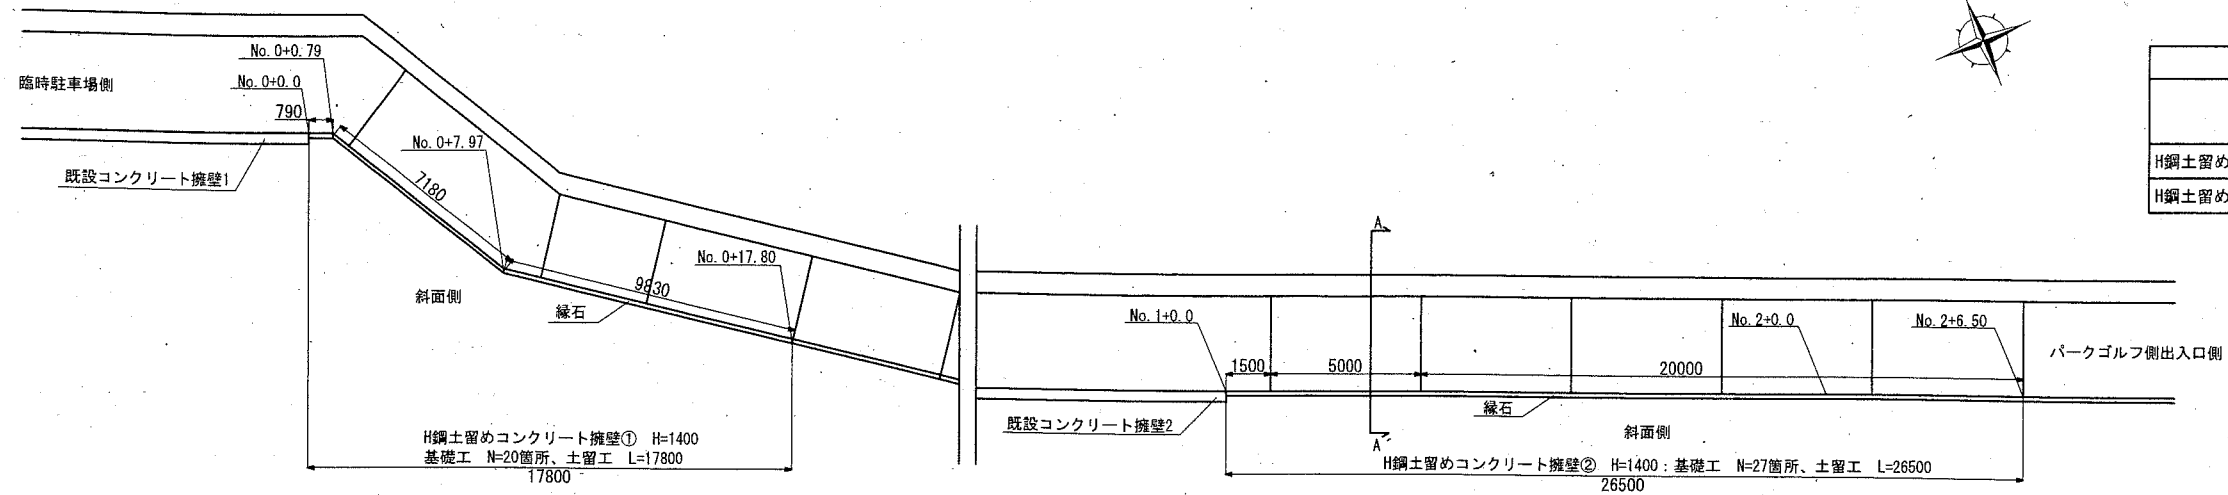 No. 0+0.79
臨時駐車場側
No. 0+0.0
790
既設コンクリート擁壁1
No. 0+7.97
7180
斜面側
縁石
9830
No. 0+17.80
H鋼土留めコンクリート擁壁① H=1400
基礎工 N=20箇所、土留工 L=17800
17800
A
No. 1+0.0
1500
5000
20000
No. 2+0.0
No. 2+6.50
パークゴルフ側出入口側
既設コンクリート擁壁2
縁石
A'
斜面側
H鋼土留めコンクリート擁壁② H=1400：基礎工 N=27箇所、土留工 L=26500
26500
H鋼土留め
H鋼土留め